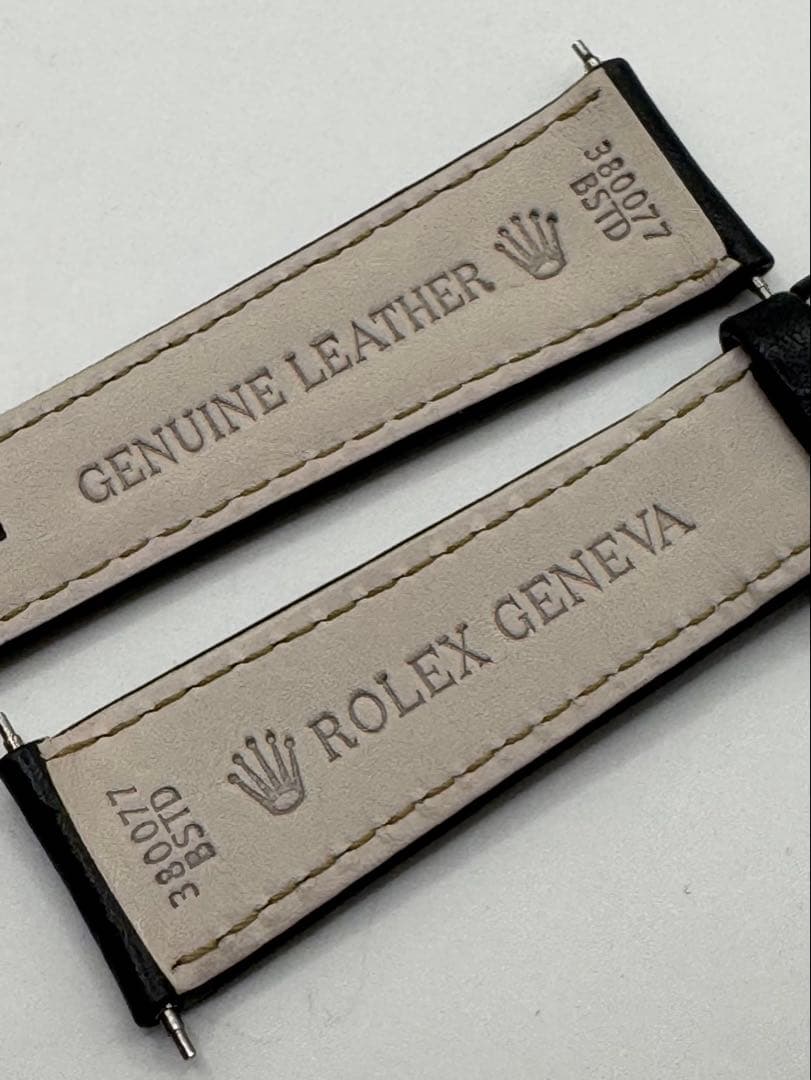 380077
BSTD
GENUINE LEATHER
ROLEX GENEVA
380077
BSTD